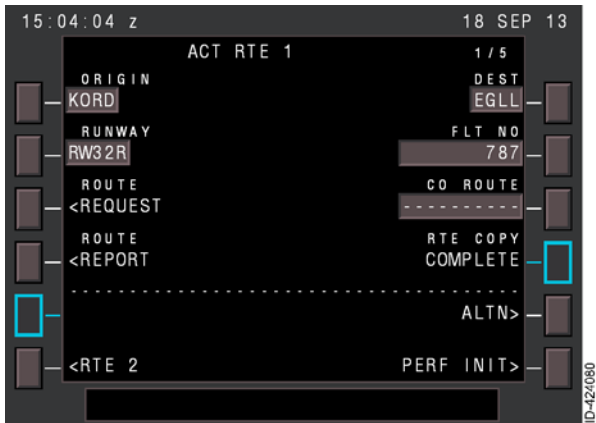 15:04:04 z 18 SEP 13
ACT RTE 1 1/5
ORIGIN DEST
KORD EGLL
RUNWAY FLT NO
RW32R 787
ROUTE CO ROUTE
<REQUEST ----------
ROUTE RTE COPY
<REPORT COMPLETE
ALTN>
<RTE 2 PERF INIT>
ID-424080